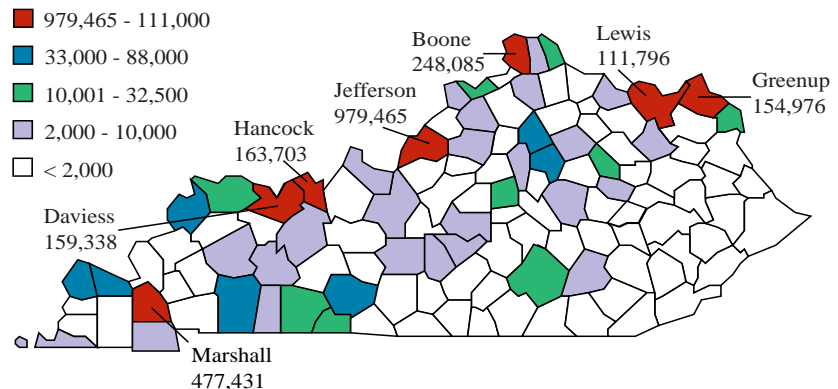 979,465 - 111,000
33,000 - 88,000
10,001 - 32,500
2,000 - 10,000
< 2,000
Boone
248,085
Lewis
111,796
Greenup
154,976
Jefferson
979,465
Hancock
163,703
Daviess
159,338
Marshall
477,431